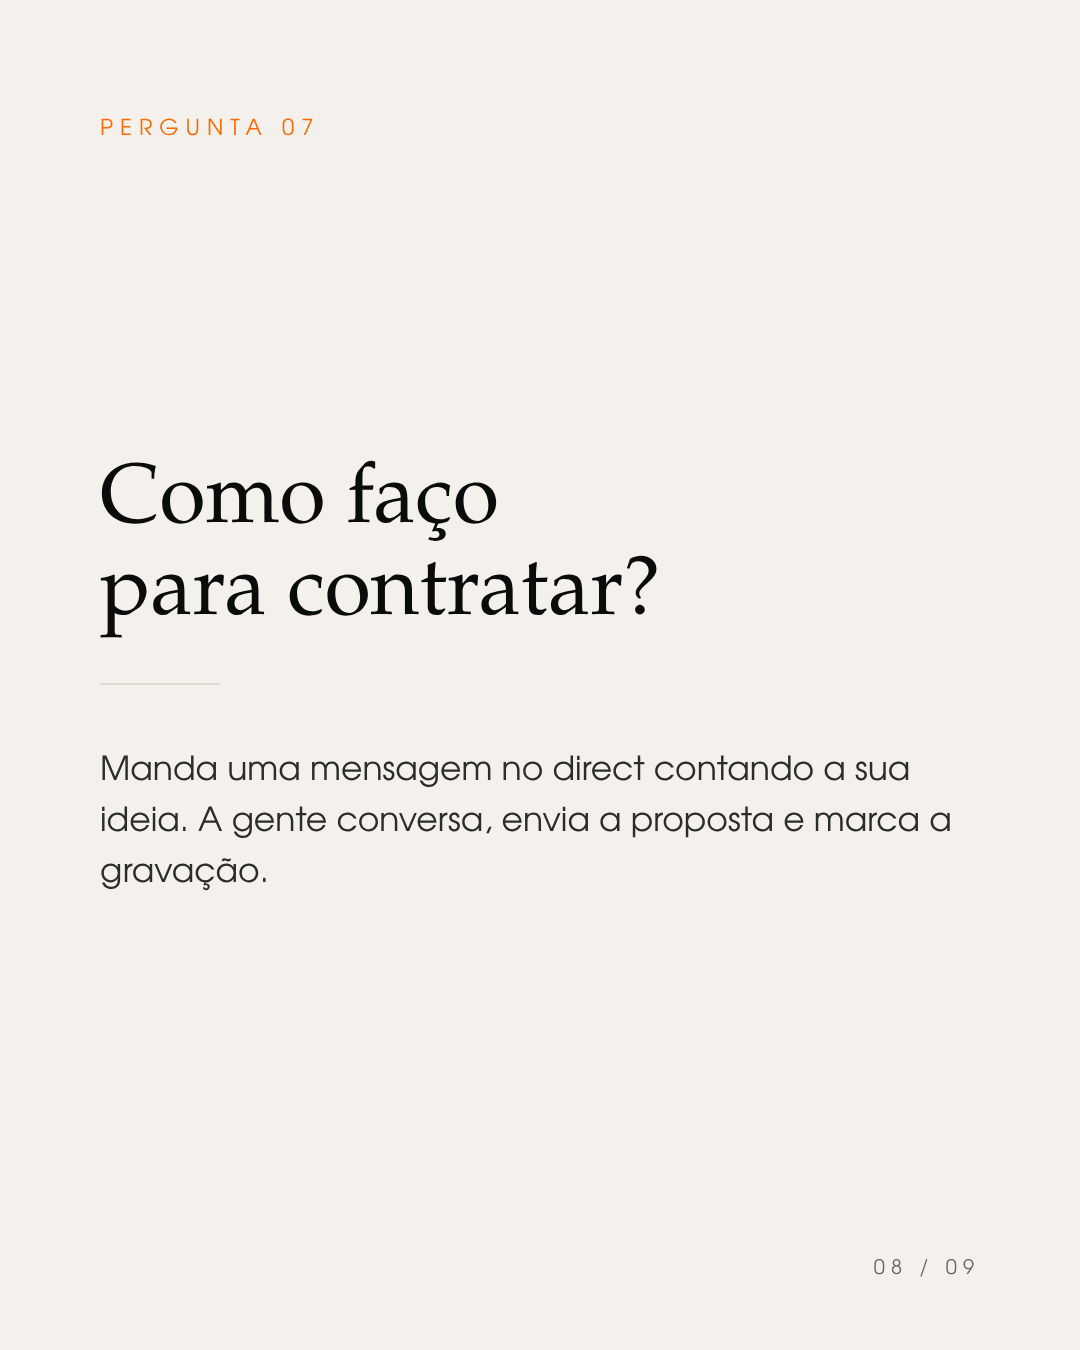 PERGUNTA 07
Como faço
para contratar?
Manda uma mensagem no direct contando a sua
ideia. A gente conversa, envia a proposta e marca a
gravação.
08 / 09